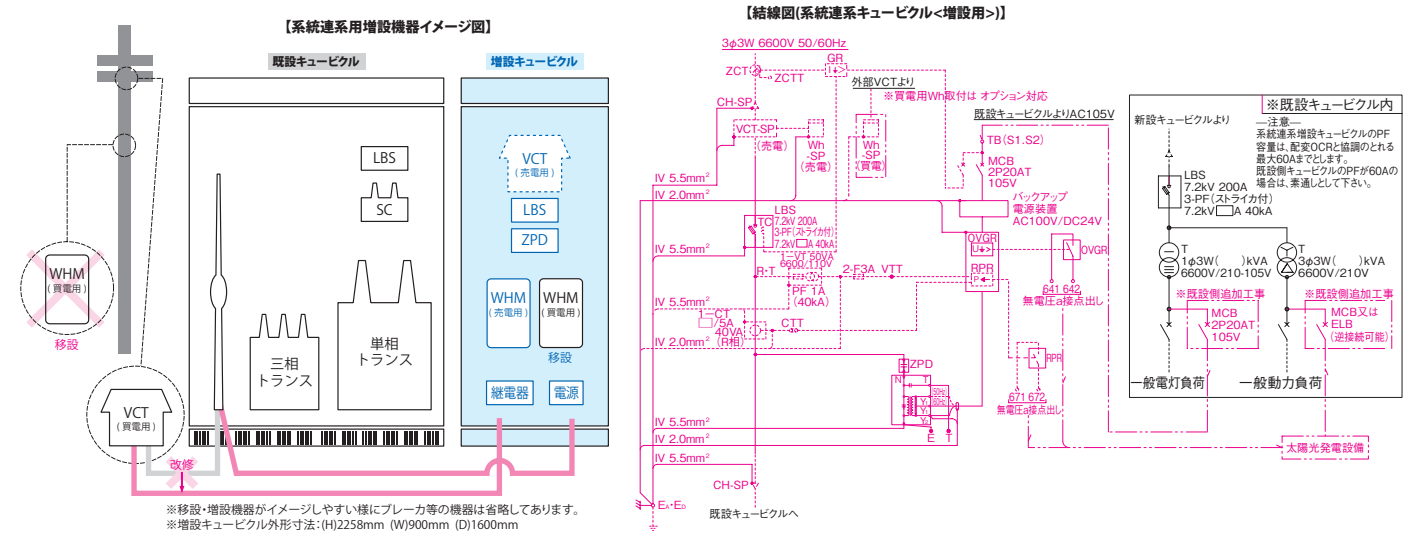 【系統連系用増設機器イメージ図】
既設キュービクル
増設キュービクル
VCT
(売電用)
LBS
LBS
SC
ZPD
WHM
(買電用)
移設
WHM
(売電用)
WHM
(買電用)
移設
三相
トランス
単相
トランス
継電器
電源
VCT
(買電用)
改修
※移設・増設機器がイメージしやすい様にブレーカ等の機器は省略してあります。
※増設キュービクル外形寸法:(H)2258mm (W)900mm (D)1600mm
【結線図(系統連系キュービクル<増設用>)】
3φ3W 6600V 50/60Hz
GR
I↓>
ZCT
ZCTT
外部VCTより
※買電用Wh取付は オプション対応
CH-SP
VCT-SP
(売電)
Wh
-SP
(売電)
Wh
-SP
(買電)
既設キュービクルよりAC105V
TB(S1.S2)
MCB
2P20AT
105V
IV 5.5mm²
IV 2.0mm²
バックアップ
電源装置
AC100V/DC24V
LBS
TC
7.2kV 200A
3-PF(ストライカ付)
7.2kV□A 40kA
IV 5.5mm²
1－VT 50VA
6600/110V
OVGR
U↓>
OVGR
R・T
2-F3A VTT
RPR
P←
641 642
無電圧a接点出し
PF 1A
(40kA)
IV 5.5mm²
1－CT
□/5A
40VA
(R相)
CTT
IV 2.0mm²
RPR
ZPD
671 672
無電圧a接点出し
N
T
50Hz
60Hz
Y₁
Y₁
Y₂
E
T
IV 5.5mm²
IV 2.0mm²
IV 5.5mm²
CH-SP
EA・ED
既設キュービクルへ
太陽光発電設備
※既設キュービクル内
新設キュービクルより
―注意―
系統連系増設キュービクルのPF
容量は、配変OCRと協調のとれる
最大60Aまでとします。
既設側キュービクルのPFが60Aの
場合は、素通しとして下さい。
LBS
7.2kV 200A
3-PF(ストライカ付)
7.2kV□A 40kA
T
1φ3W( )kVA
6600V/210-105V
T
3φ3W( )kVA
6600V/210V
※既設側追加工事
MCB
2P20AT
105V
※既設側追加工事
MCB又は
ELB
(逆接続可能)
一般電灯負荷
一般動力負荷